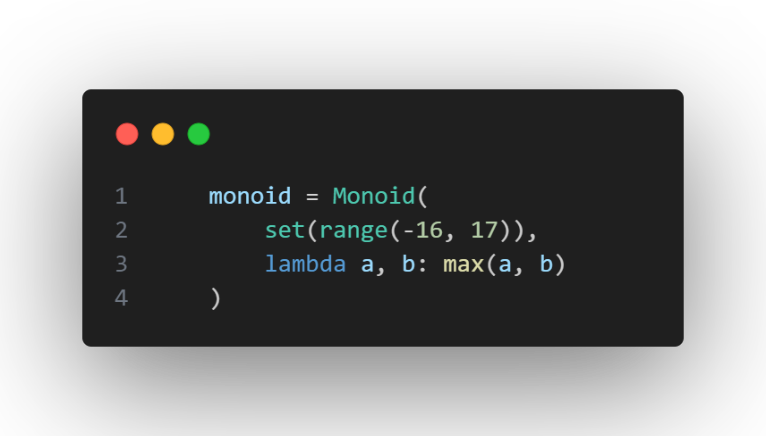 1 monoid = Monoid(
2 set(range(-16, 17)),
3 lambda a, b: max(a, b)
4 )